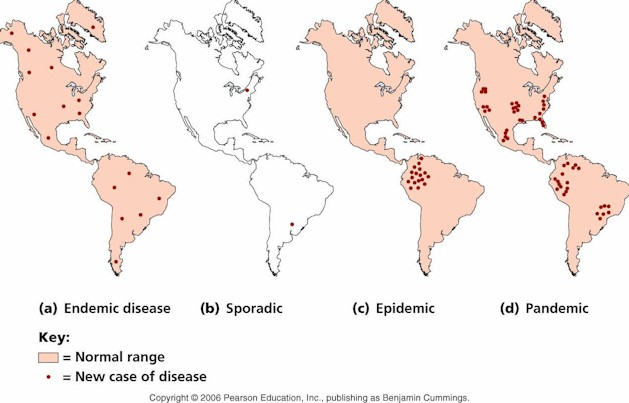 (a) Endemic disease (b) Sporadic (c) Epidemic (d) Pandemic
Key:
= Normal range
= New case of disease
Copyright © 2006 Pearson Education, Inc., publishing as Benjamin Cummings.